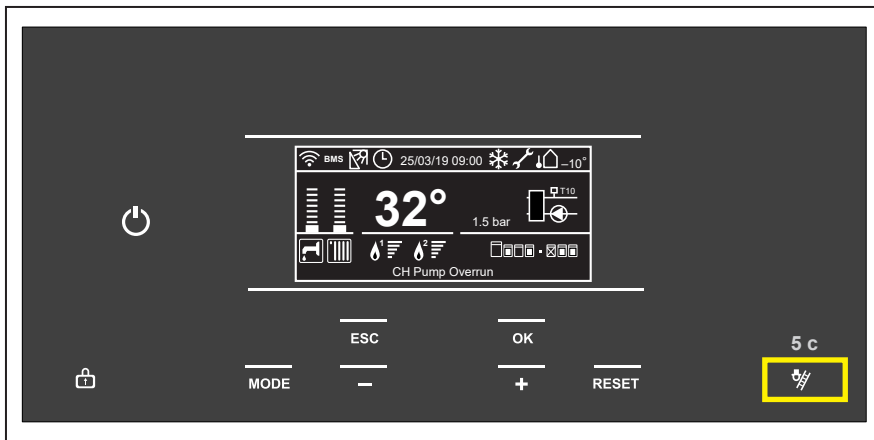 BMS 25/03/19 09:00 –10°
T10
32°
1.5 bar
1 2
CH Pump Overrun
ESC OK
5 c
MODE – + RESET